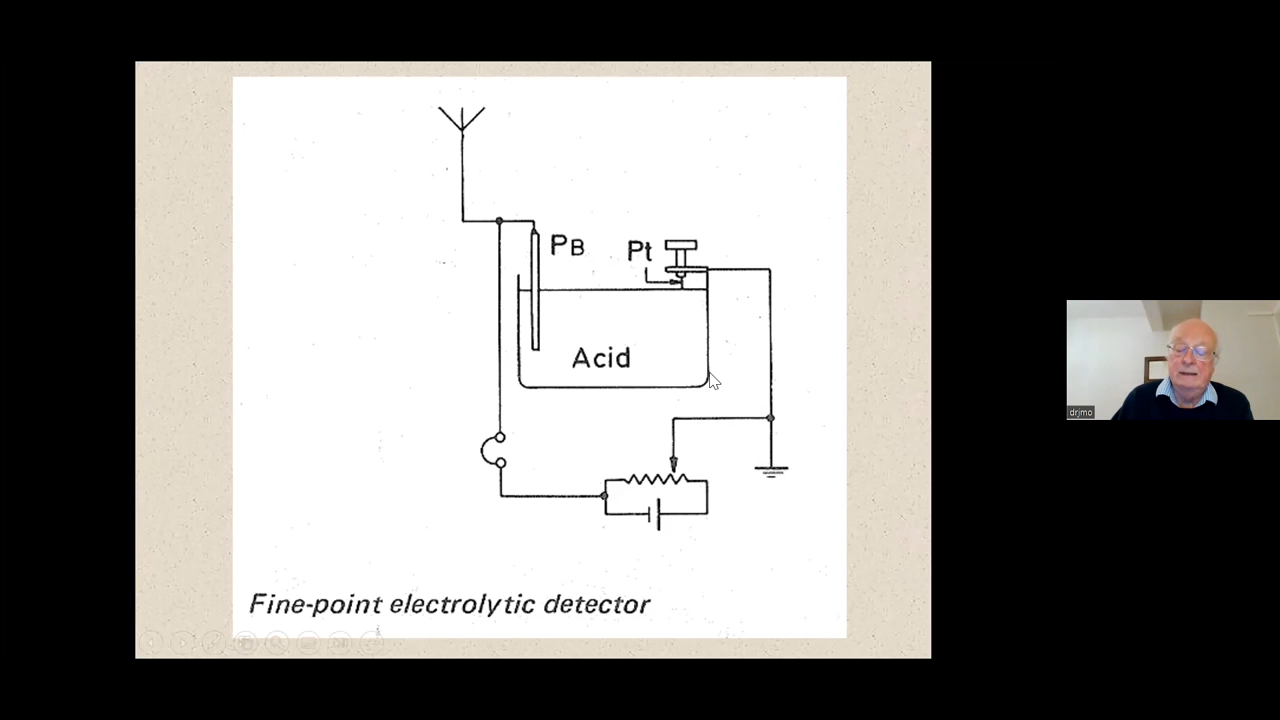 PB
Pt
Acid
Fine-point electrolytic detector
drjmo